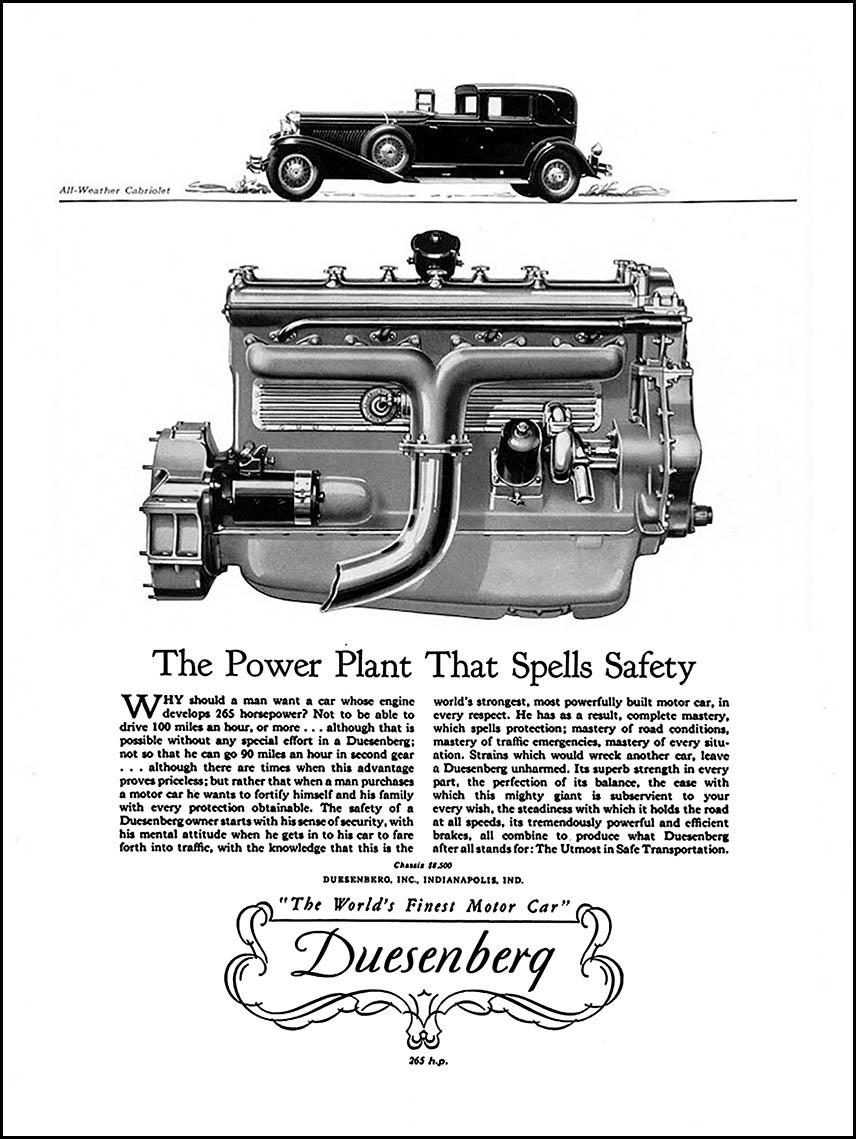 All-Weather Cabriolet
The Power Plant That Spells Safety
WHY should a man want a car whose engine
develops 265 horsepower? Not to be able to
drive 100 miles an hour, or more . . . although that is
possible without any special effort in a Duesenberg;
not so that he can go 90 miles an hour in second gear
. . . although there are times when this advantage
proves priceless; but rather that when a man purchases
a motor car he wants to fortify himself and his family
with every protection obtainable. The safety of a
Duesenberg owner starts with his sense of security, with
his mental attitude when he gets in to his car to fare
forth into traffic, with the knowledge that this is the
world's strongest, most powerfully built motor car, in
every respect. He has as a result, complete mastery,
which spells protection; mastery of road conditions,
mastery of traffic emergencies, mastery of every situ-
ation. Strains which would wreck another car, leave
a Duesenberg unharmed. Its superb strength in every
part, the perfection of its balance, the ease with
which this mighty giant is subservient to your
every wish, the steadiness with which it holds the road
at all speeds, its tremendously powerful and efficient
brakes, all combine to produce what Duesenberg
after all stands for: The Utmost in Safe Transportation.
Chassis $8,500
DUESENBERG, INC., INDIANAPOLIS, IND.
"The World's Finest Motor Car"
Duesenberg
265 h.p.